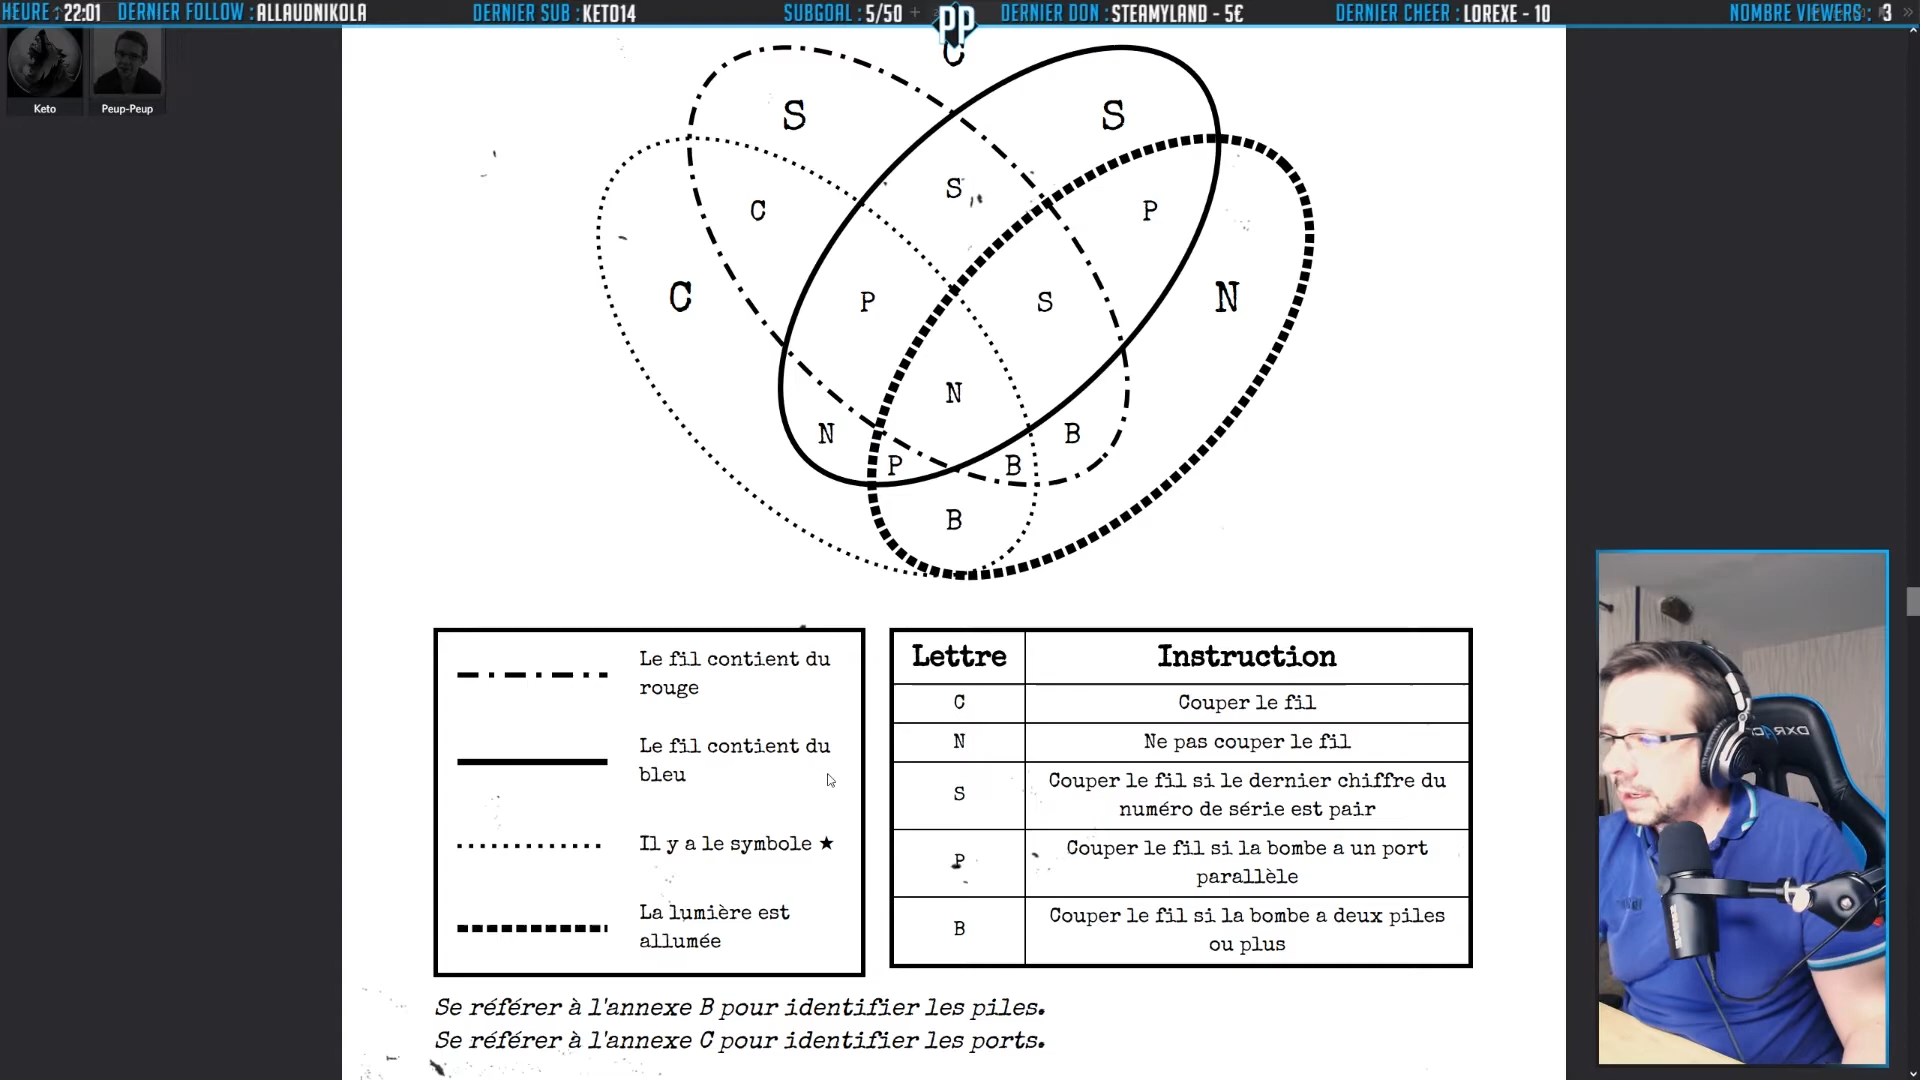 HEURE : 22:01 DERNIER FOLLOW : ALLAUDNIKOLA DERNIER SUB : KETO14 SUBGOAL : 5/50 PP DERNIER DON : STEAMYLAND - 5€ DERNIER CHEER : LOREXE - 10 NOMBRE VIEWERS : 3
Keto Peup-Peup
C
S S
S
C P
C P S N
N
N B
P B
B
Le fil contient du
rouge
Le fil contient du
bleu
Il y a le symbole ★
La lumière est
allumée
Lettre Instruction
C Couper le fil
N Ne pas couper le fil
S Couper le fil si le dernier chiffre du
numéro de série est pair
P Couper le fil si la bombe a un port
parallèle
B Couper le fil si la bombe a deux piles
ou plus
Se référer à l'annexe B pour identifier les piles.
Se référer à l'annexe C pour identifier les ports.